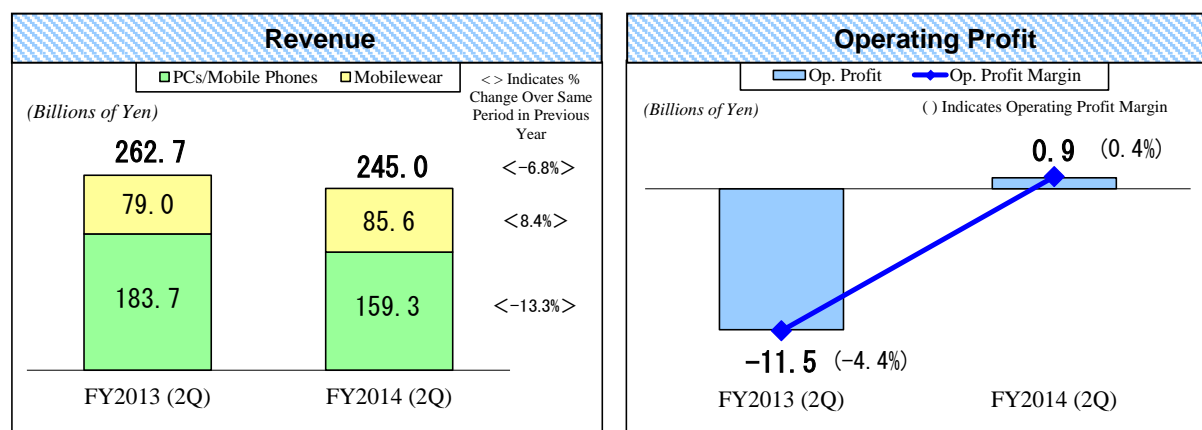 Revenue
PCs/Mobile Phones Mobilewear
< > Indicates %
Change Over Same
Period in Previous
Year
(Billions of Yen)
262.7
245.0
<-6.8%>
79.0
85.6
<8.4%>
183.7
159.3
<-13.3%>
FY2013 (2Q)
FY2014 (2Q)
Operating Profit
Op. Profit Op. Profit Margin
(Billions of Yen)
( ) Indicates Operating Profit Margin
0.9 (0.4%)
-11.5 (-4.4%)
FY2013 (2Q)
FY2014 (2Q)